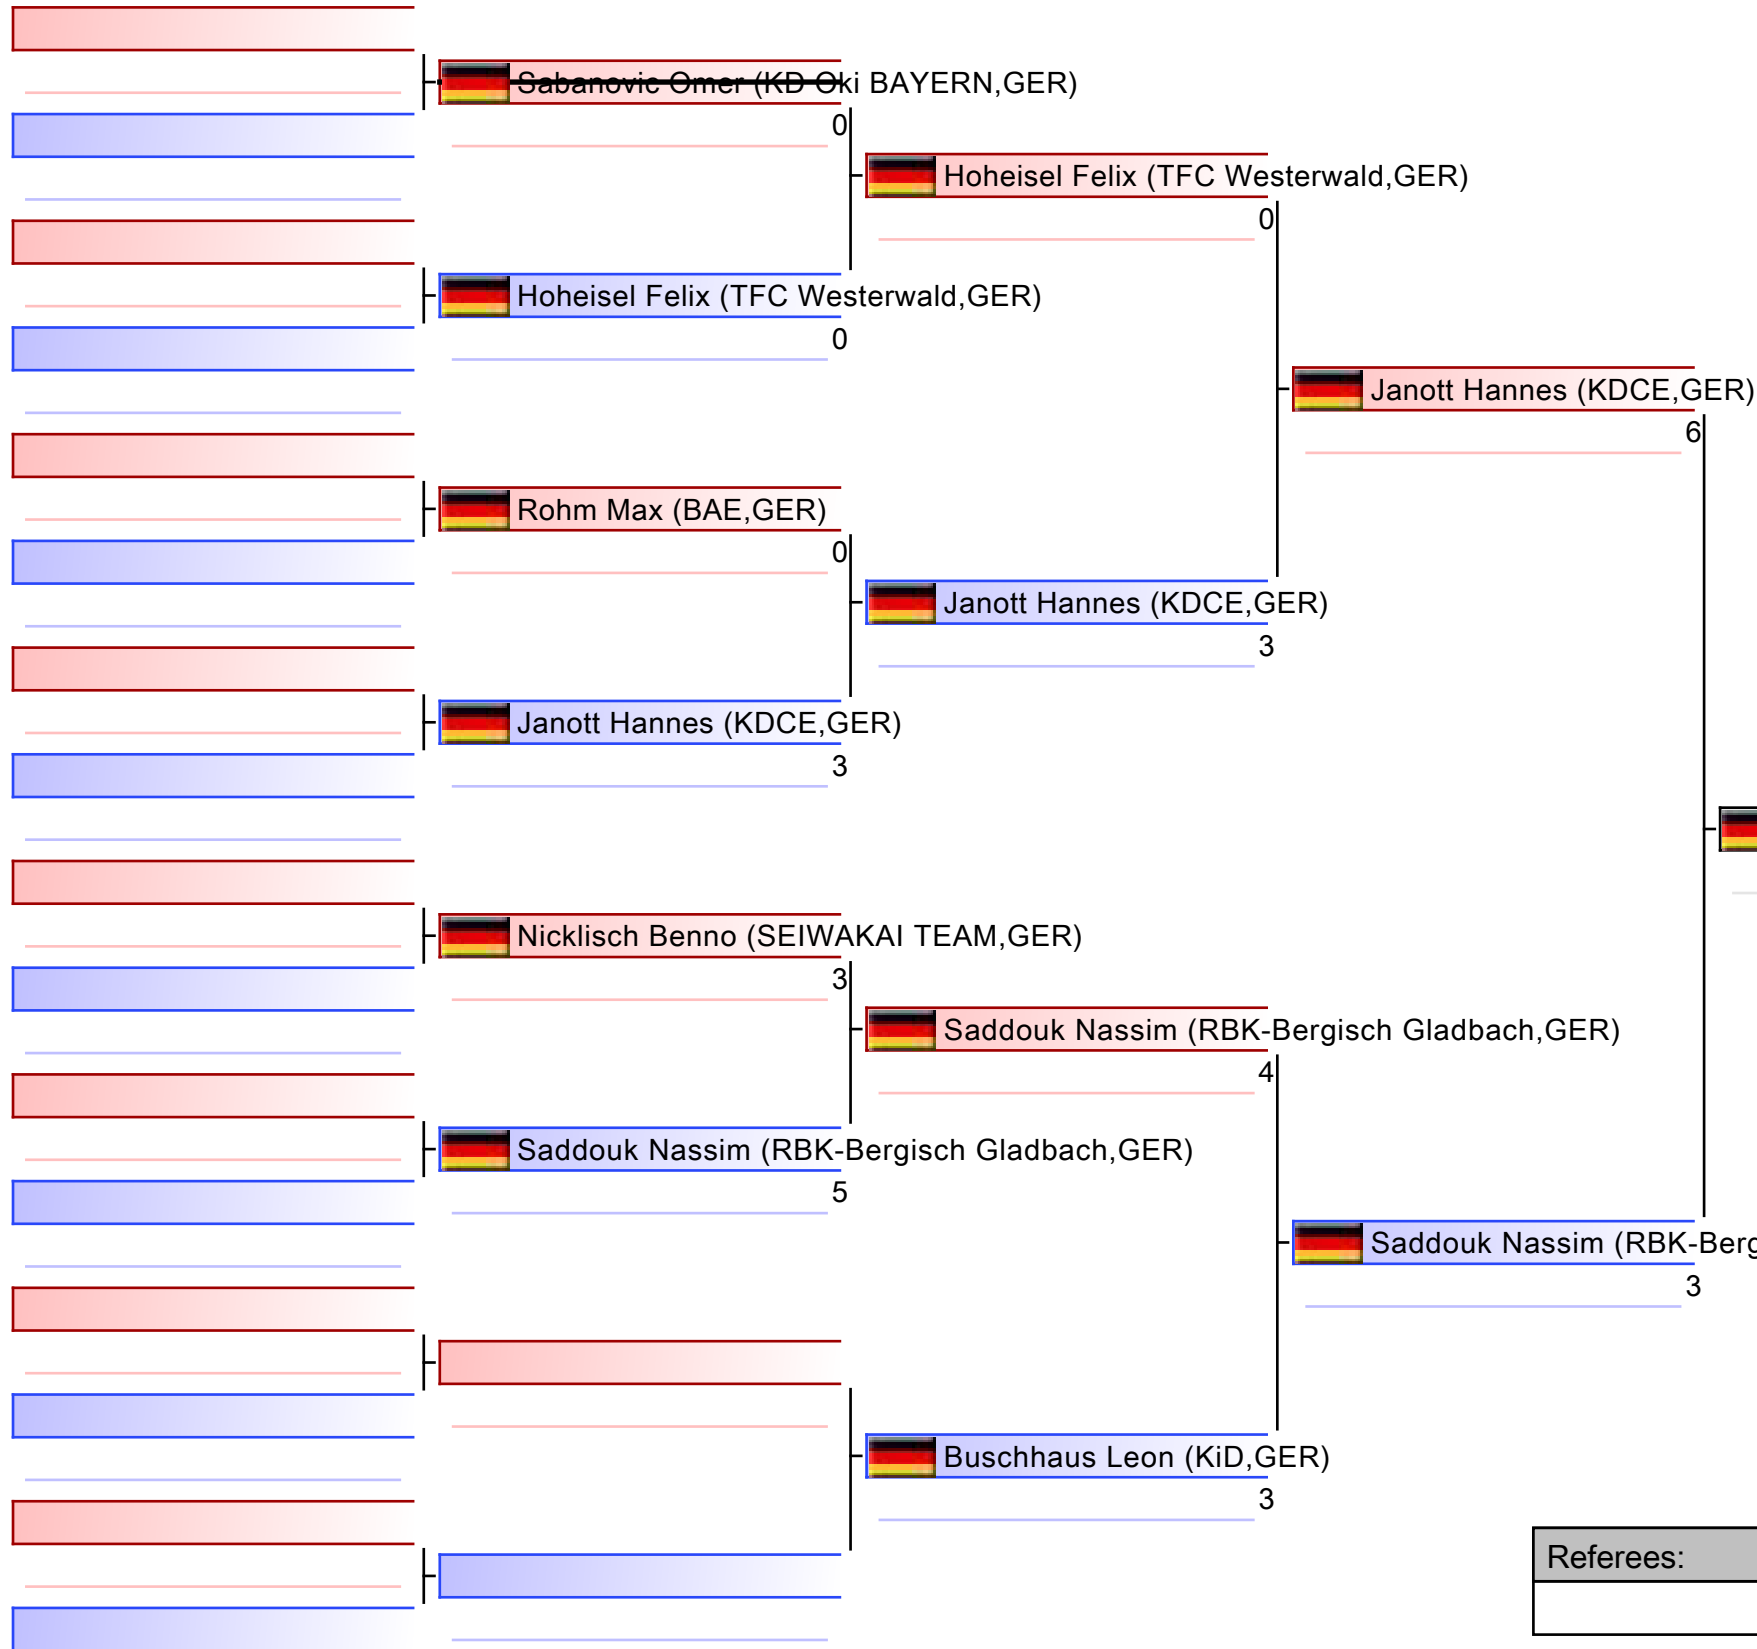 Sabanovic Omer (KD Oki BAYERN,GER)
0
Hoheisel Felix (TFC Westerwald,GER)
0
Hoheisel Felix (TFC Westerwald,GER)
0
Janott Hannes (KDCE,GER)
6
Rohm Max (BAE,GER)
0
Janott Hannes (KDCE,GER)
3
Janott Hannes (KDCE,GER)
3
Nicklisch Benno (SEIWAKAI TEAM,GER)
3
Saddouk Nassim (RBK-Bergisch Gladbach,GER)
4
Saddouk Nassim (RBK-Bergisch Gladbach,GER)
5
Saddouk Nassim (RBK-Berg
3
Buschhaus Leon (KiD,GER)
3
Referees: